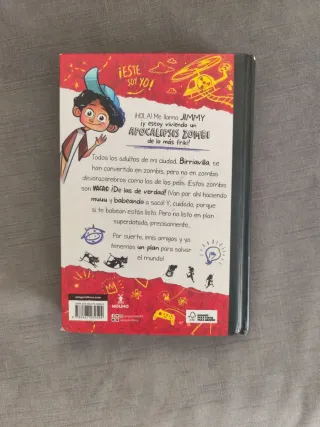 ¡ESTE
SOY YO!
¡HOLA! Me llamo JIMMY
¡y estoy viviendo un
APOCALIPSIS ZOMBI
de lo más friki!
Todos los adultos de mi ciudad, Birriavilla,
se han convertido en zombis, pero no en zombis
devoracerebros como los de las pelis. Estos zombis
son VACAS. ¡De las de verdad! ¡Van por ahí haciendo
muuu y babeando a saco! Y, cuidado, porque
si te babean estás listo. Pero no listo en plan
superdotado, precisamente...
Por suerte, ¡mis amigos y yo
tenemos un plan para salvar
el mundo!
MOLINO
FSC